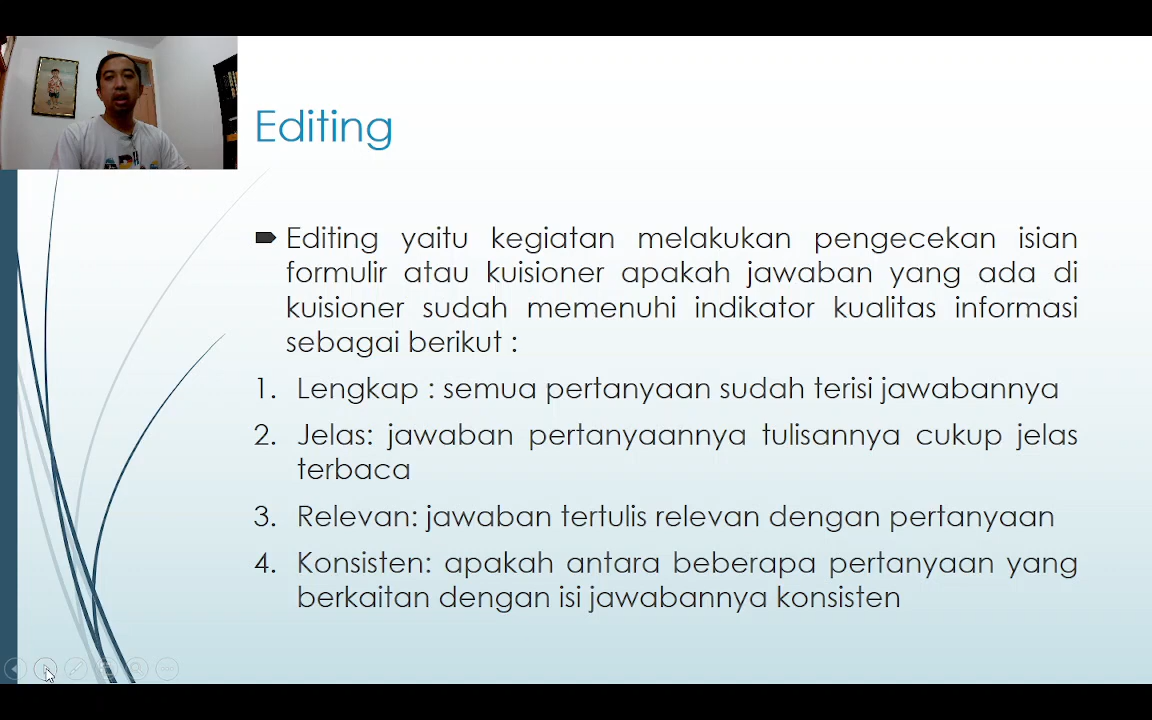 Editing
Editing yaitu kegiatan melakukan pengecekan isian
formulir atau kuisioner apakah jawaban yang ada di
kuisioner sudah memenuhi indikator kualitas informasi
sebagai berikut :
1. Lengkap : semua pertanyaan sudah terisi jawabannya
2. Jelas: jawaban pertanyaannya tulisannya cukup jelas
terbaca
3. Relevan: jawaban tertulis relevan dengan pertanyaan
4. Konsisten: apakah antara beberapa pertanyaan yang
berkaitan dengan isi jawabannya konsisten